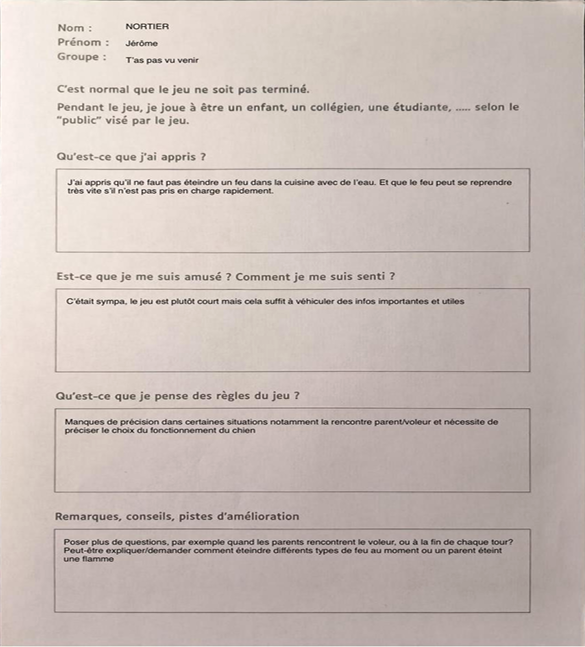 Nom : NORTIER
Prénom : Jérôme
Groupe : T'as pas vu venir
C'est normal que le jeu ne soit pas terminé.
Pendant le jeu, je joue à être un enfant, un collégien, une étudiante, ..... selon le
"public" visé par le jeu.
Qu'est-ce que j'ai appris ?
J'ai appris qu'il ne faut pas éteindre un feu dans la cuisine avec de l'eau. Et que le feu peut se reprendre
très vite s'il n'est pas pris en charge rapidement.
Est-ce que je me suis amusé ? Comment je me suis senti ?
C'était sympa, le jeu est plutôt court mais cela suffit à véhiculer des infos importantes et utiles
Qu'est-ce que je pense des règles du jeu ?
Manques de précision dans certaines situations notamment la rencontre parent/voleur et nécessite de
préciser le choix du fonctionnement du chien
Remarques, conseils, pistes d'amélioration
Poser plus de questions, par exemple quand les parents rencontrent le voleur, ou à la fin de chaque tour?
Peut-être expliquer/demander comment éteindre différents types de feu au moment ou un parent éteint
une flamme